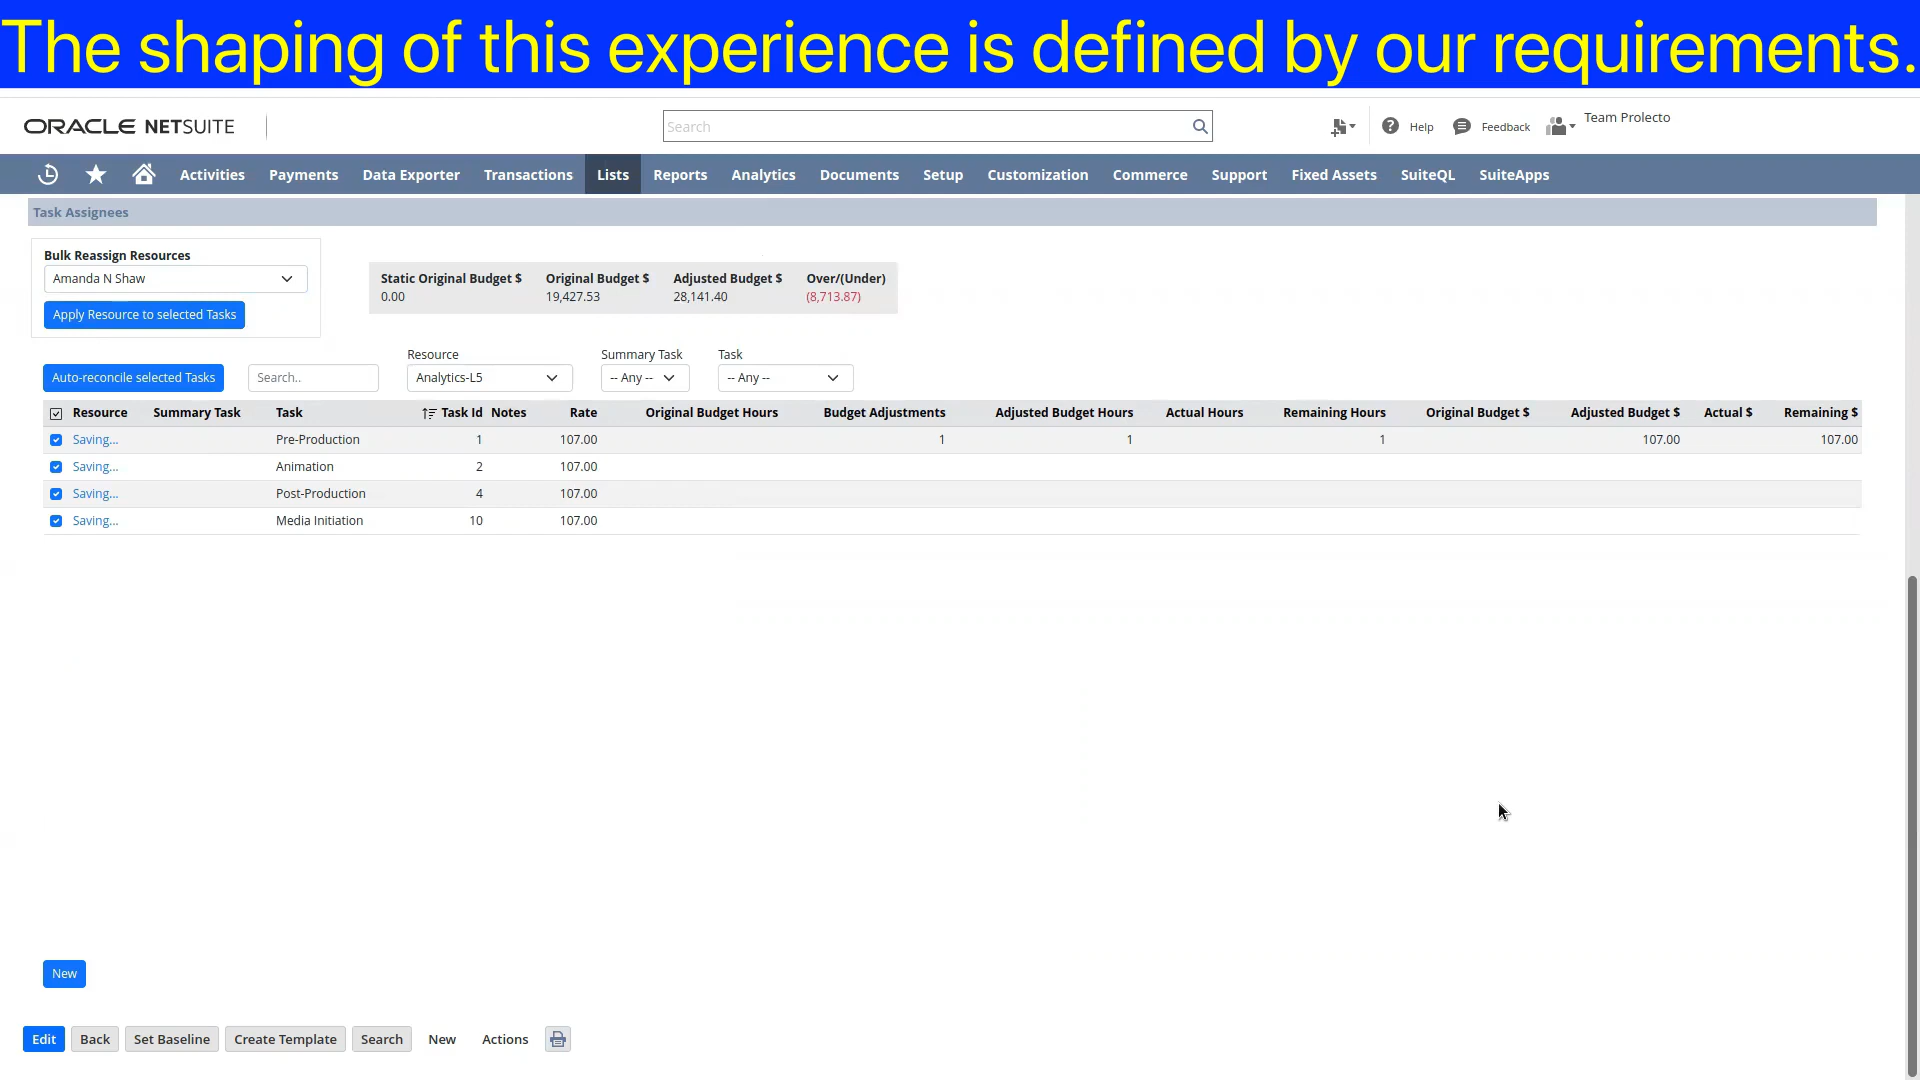 The shaping of this experience is defined by our requirements.
ORACLE NETSUITE
Search
Help
Feedback
Team Prolecto
Activities Payments Data Exporter Transactions Lists Reports Analytics Documents Setup Customization Commerce Support Fixed Assets SuiteQL SuiteApps
Task Assignees
Bulk Reassign Resources
Amanda N Shaw
Apply Resource to selected Tasks
Static Original Budget $ Original Budget $ Adjusted Budget $ Over/(Under)
0.00 19,427.53 28,141.40 (8,713.87)
Resource Summary Task Task
Auto-reconcile selected Tasks Search.. Analytics-L5 -- Any -- -- Any --
Resource Summary Task Task Task Id Notes Rate Original Budget Hours Budget Adjustments Adjusted Budget Hours Actual Hours Remaining Hours Original Budget $ Adjusted Budget $ Actual $ Remaining $
Saving... Pre-Production 1 107.00 1 1 1 107.00 107.00
Saving... Animation 2 107.00
Saving... Post-Production 4 107.00
Saving... Media Initiation 10 107.00
New
Edit Back Set Baseline Create Template Search New Actions